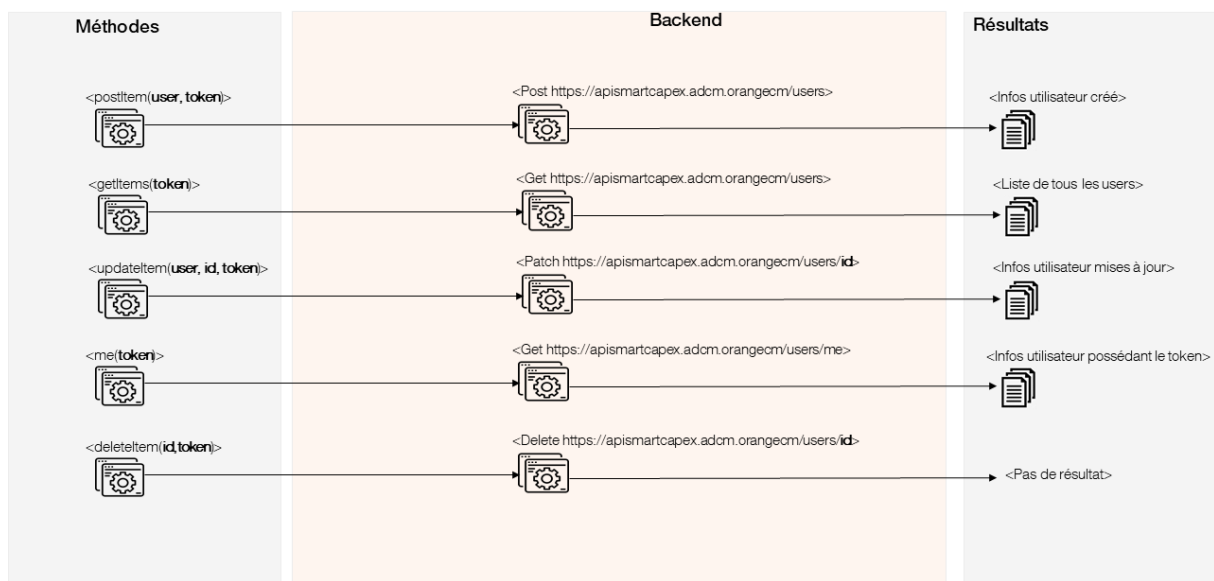 Méthodes
Backend
Résultats
<postItem(user, token)>
<Post https://apismartcapex.adcm.orangecm/users>
<Infos utilisateur créé>
<getItems(token)>
<Get https://apismartcapex.adcm.orangecm/users>
<Liste de tous les users>
<updateItem(user, id, token)>
<Patch https://apismartcapex.adcm.orangecm/users/id>
<Infos utilisateur mises à jour>
<me(token)>
<Get https://apismartcapex.adcm.orangecm/users/me>
<Infos utilisateur possédant le token>
<deleteItem(id,token)>
<Delete https://apismartcapex.adcm.orangecm/users/id>
<Pas de résultat>